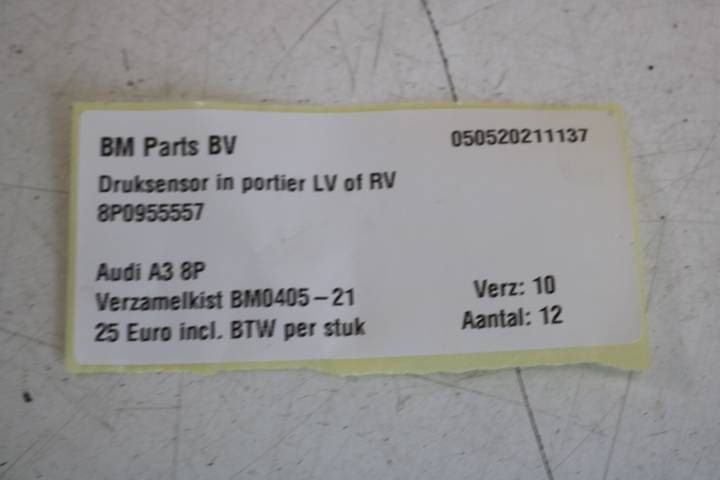 BM Parts BV 050520211137
Druksensor in portier LV of RV
8P0955557
Audi A3 8P
Verzamelkist BM0405-21 Verz: 10
25 Euro incl. BTW per stuk Aantal: 12